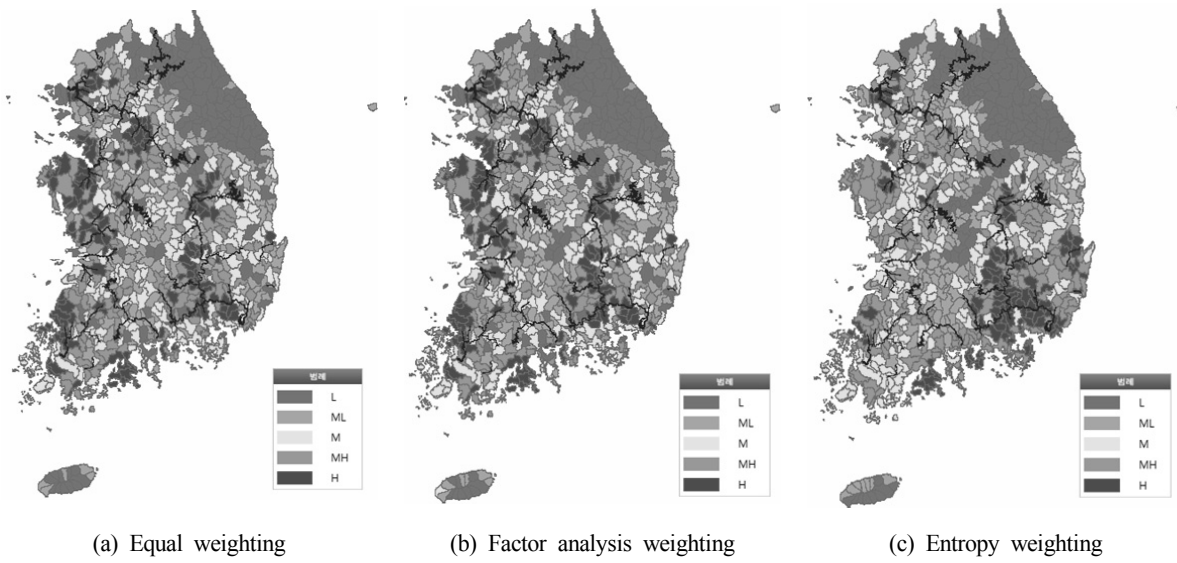 범례
L
ML
M
MH
H
범례
L
ML
M
MH
H
범례
L
ML
M
MH
H
(a) Equal weighting
(b) Factor analysis weighting
(c) Entropy weighting